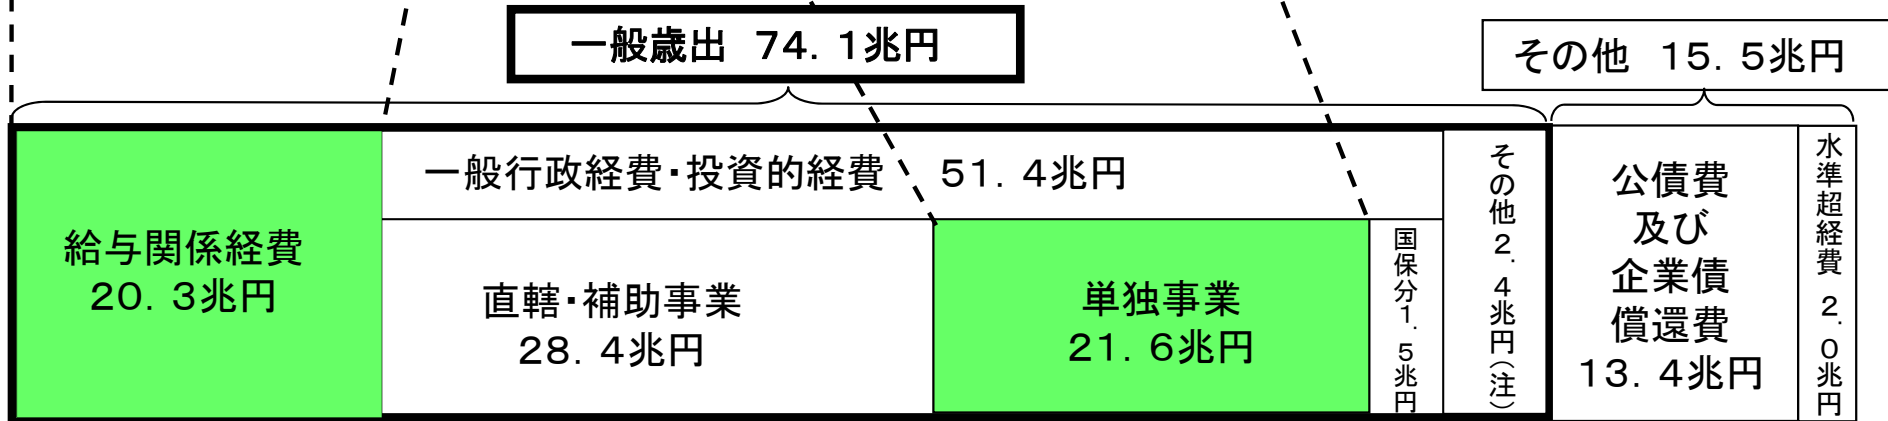 一般歳出　74.1兆円
その他　15.5兆円
給与関係経費
20.3兆円
一般行政経費・投資的経費　51.4兆円
直轄・補助事業
28.4兆円
単独事業
21.6兆円
国保分1.5兆円
その他2.4兆円(注)
公債費
及び
企業債
償還費
13.4兆円
水準超経費 2.0兆円